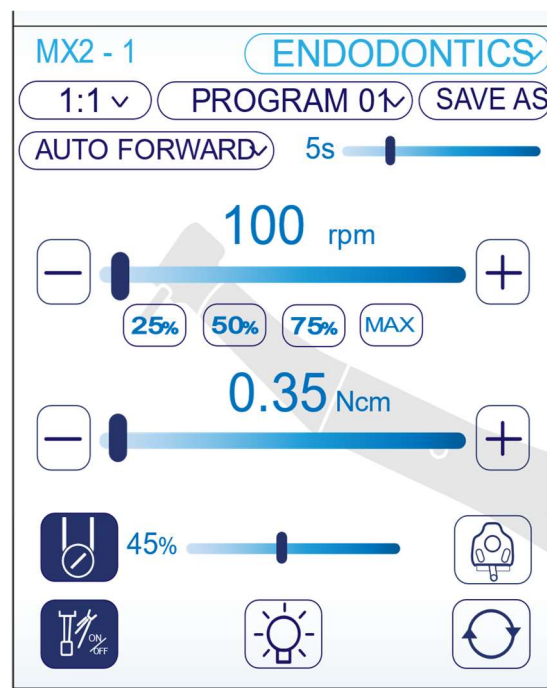 MX2 - 1 ENDODONTICS
1:1 PROGRAM 01 SAVE AS
AUTO FORWARD 5s
100 rpm
25% 50% 75% MAX
0.35 Ncm
45%
ON/OFF